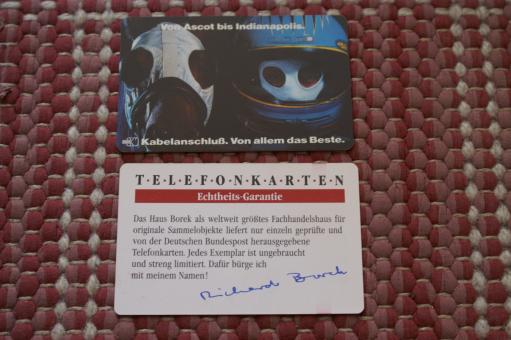 Von Ascot bis Indianapolis.
Kabelanschluß. Von allem das Beste.
T·E·L·E·F·O·N·K·A·R·T·E·N
Echtheits-Garantie
Das Haus Borek als weltweit größtes Fachhandelshaus für
originale Sammelobjekte liefert nur einzeln geprüfte und
von der Deutschen Bundespost herausgegebene
Telefonkarten. Jedes Exemplar ist ungebraucht
und streng limitiert. Dafür bürge ich
mit meinem Namen!
Richard Borek